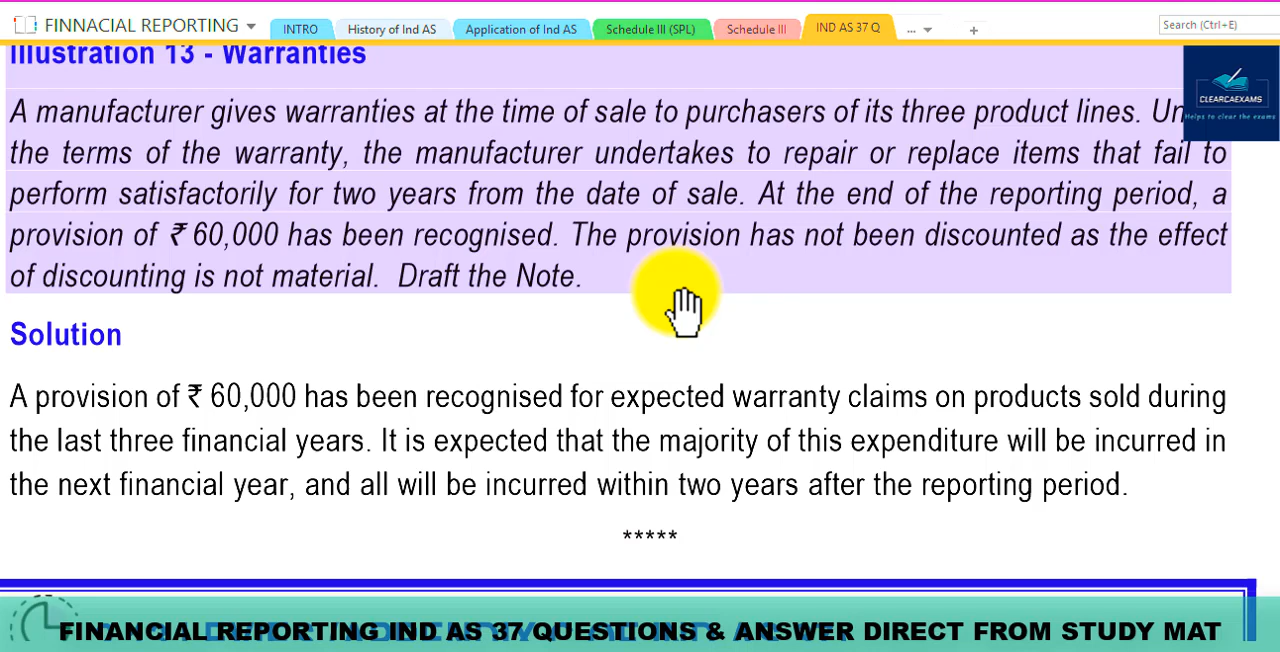 FINNACIAL REPORTING
INTRO
History of Ind AS
Application of Ind AS
Schedule III (SPL)
Schedule III
IND AS 37 Q
...
Search (Ctrl+E)
Illustration 13 - Warranties
CLEARCAEXAMS
Helps to clear the exams
A manufacturer gives warranties at the time of sale to purchasers of its three product lines.
the terms of the warranty, the manufacturer undertakes to repair or replace items that fail to
perform satisfactorily for two years from the date of sale. At the end of the reporting period, a
provision of ₹ 60,000 has been recognised. The provision has not been discounted as the effect
of discounting is not material. Draft the Note.
Solution
A provision of ₹ 60,000 has been recognised for expected warranty claims on products sold during
the last three financial years. It is expected that the majority of this expenditure will be incurred in
the next financial year, and all will be incurred within two years after the reporting period.
*****
FINANCIAL REPORTING IND AS 37 QUESTIONS & ANSWER DIRECT FROM STUDY MAT